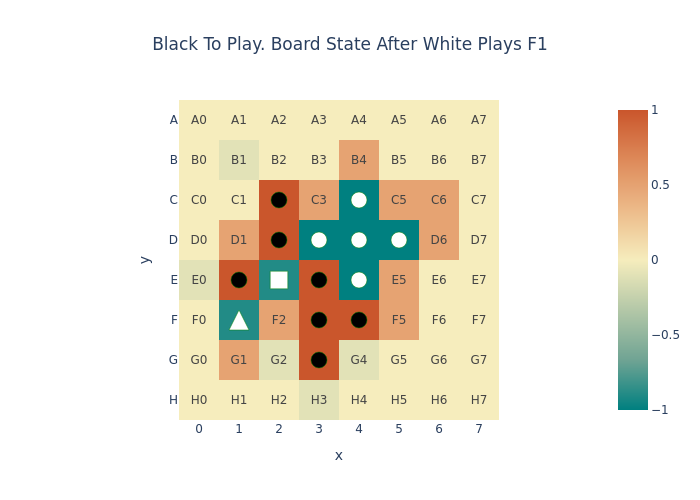 Black To Play. Board State After White Plays F1
A A0 A1 A2 A3 A4 A5 A6 A7
B B0 B1 B2 B3 B4 B5 B6 B7
C C0 C1 C3 C5 C6 C7
D D0 D1 D6 D7
E E0 E5 E6 E7
F F0 F2 F5 F6 F7
G G0 G1 G2 G4 G5 G6 G7
H H0 H1 H2 H3 H4 H5 H6 H7
0 1 2 3 4 5 6 7
x
y
1
0.5
0
−0.5
−1